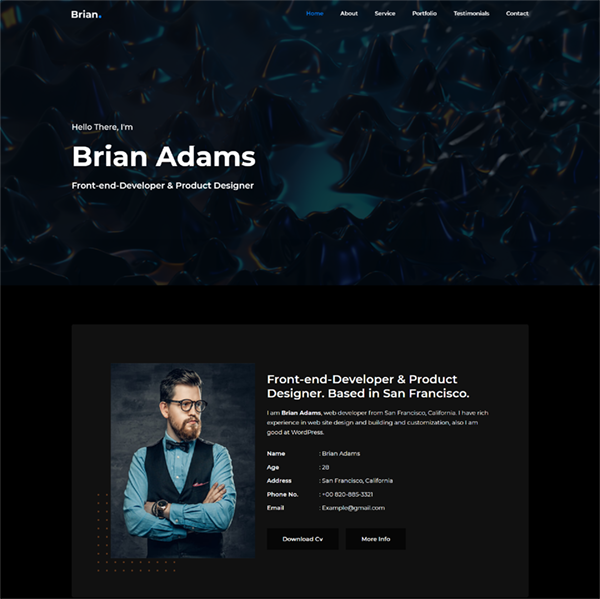 Brian.
Home About Service Portfolio Testimonials Contact
Hello There, I'm
Brian Adams
Front-end-Developer & Product Designer
Front-end-Developer & Product
Designer. Based in San Francisco.
I am Brian Adams, web developer from San Francisco, California. I have rich
experience in web site design and building and customization, also I am
good at WordPress.
Name : Brian Adams
Age : 28
Address : San Francisco, California
Phone No. : +00 820-885-3321
Email : Example@gmail.com
Download Cv More Info